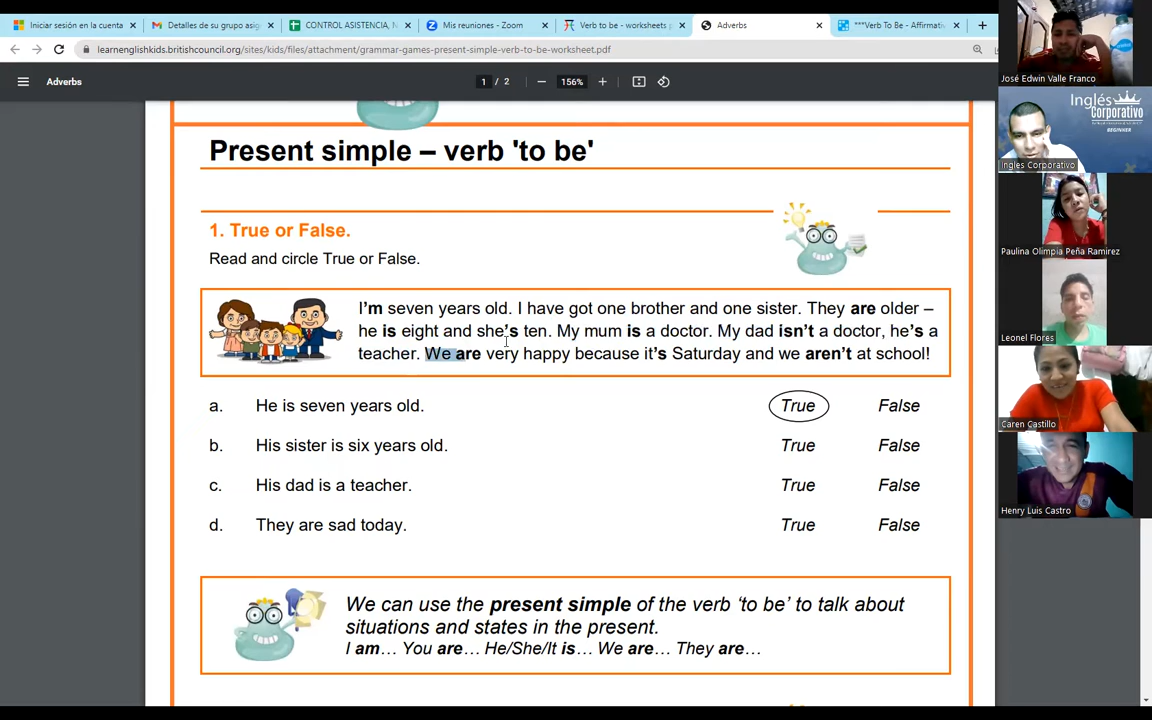 Iniciar sesión en la cuenta
Detalles de su grupo asig
CONTROL ASISTENCIA, N
Mis reuniones - Zoom
Verb to be - worksheets p
Adverbs
***Verb To Be - Affirmati
learnenglishkids.britishcouncil.org/sites/kids/files/attachment/grammar-games-present-simple-verb-to-be-worksheet.pdf
Adverbs
1 / 2
156%
Present simple – verb 'to be'
1. True or False.
Read and circle True or False.
I'm seven years old. I have got one brother and one sister. They are older –
he is eight and she's ten. My mum is a doctor. My dad isn't a doctor, he's a
teacher. We are very happy because it's Saturday and we aren't at school!
a. He is seven years old. True False
b. His sister is six years old. True False
c. His dad is a teacher. True False
d. They are sad today. True False
We can use the present simple of the verb ‘to be’ to talk about
situations and states in the present.
I am… You are… He/She/It is… We are… They are…
José Edwin Valle Franco
Inglés
Corporativo
BEGINNER
Ingles Corporativo
Paulina Olimpia Peña Ramirez
Leonel Flores
Caren Castillo
Henry Luis Castro